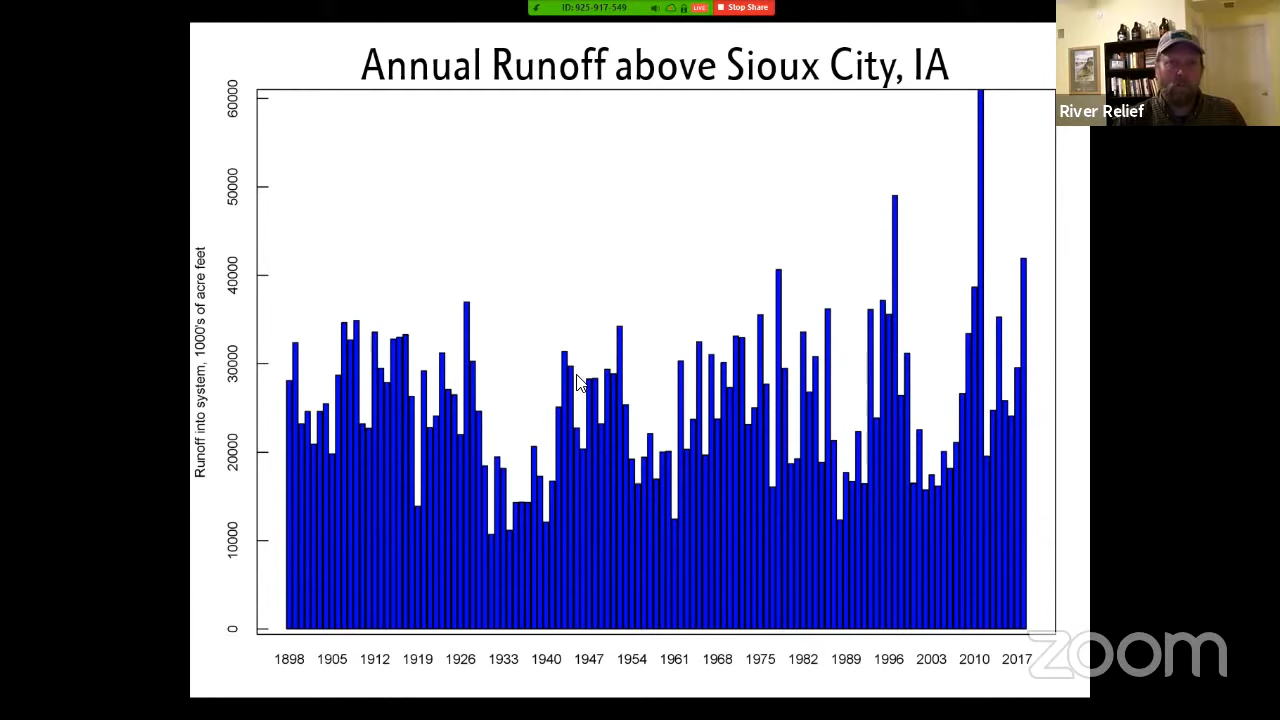 ID: 925-917-549 LIVE Stop Share
Annual Runoff above Sioux City, IA
River Relief
Runoff into system, 1000's of acre feet
60000
50000
40000
30000
20000
10000
0
1898 1905 1912 1919 1926 1933 1940 1947 1954 1961 1968 1975 1982 1989 1996 2003 2010 2017
zoom